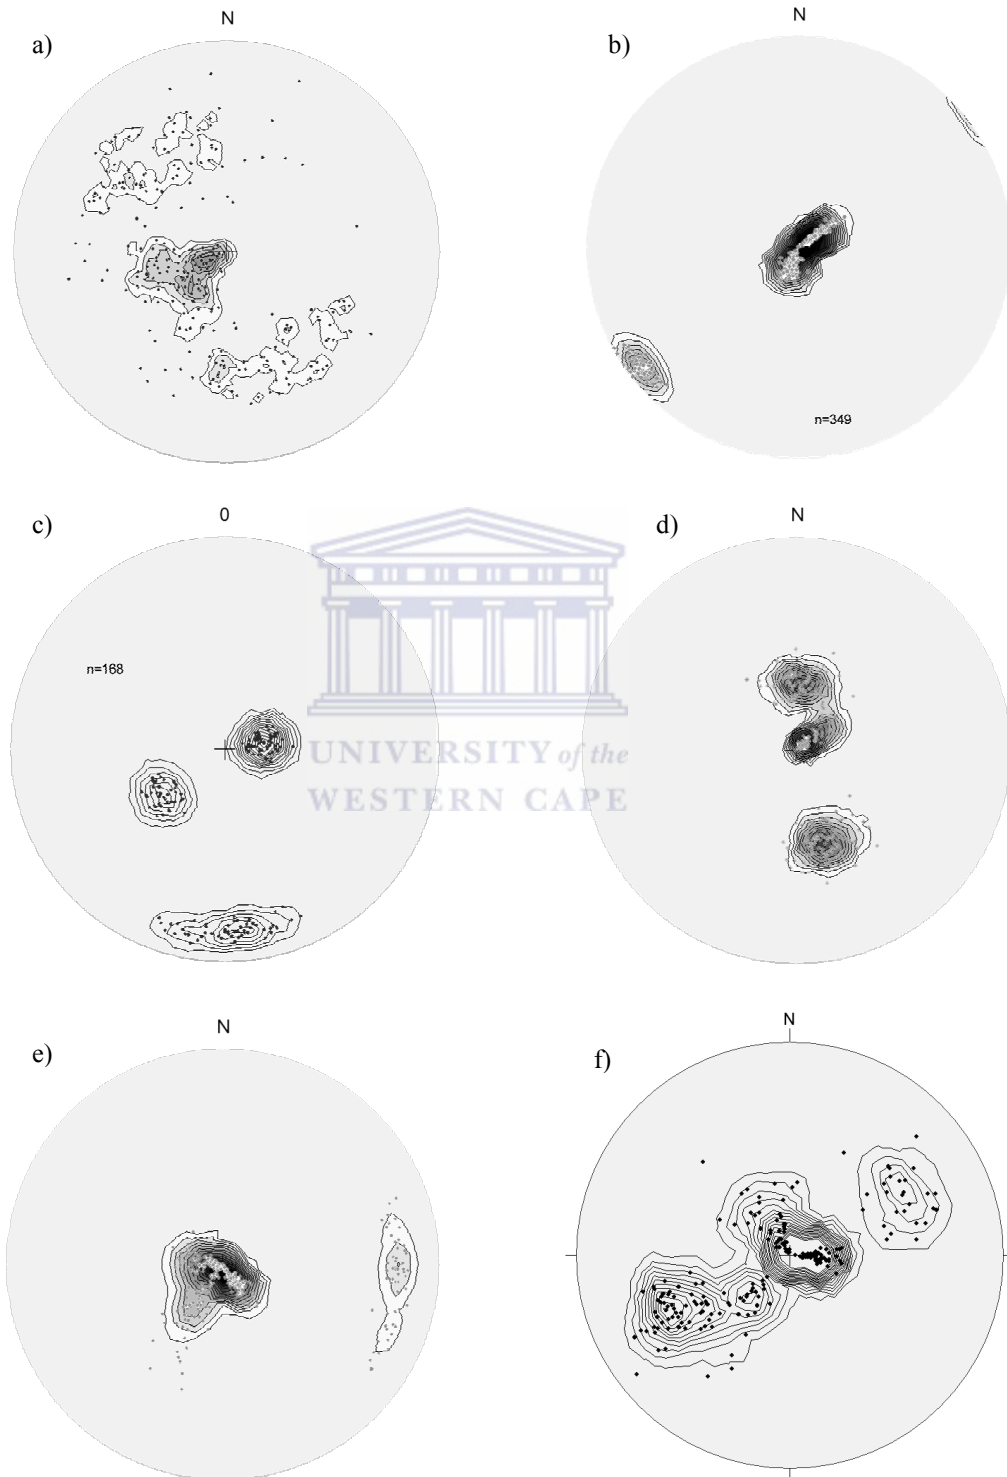 N
N
a)
b)
n=349
0
N
c)
d)
n=168
UNIVERSITY of the
WESTERN CAPE
N
N
e)
f)